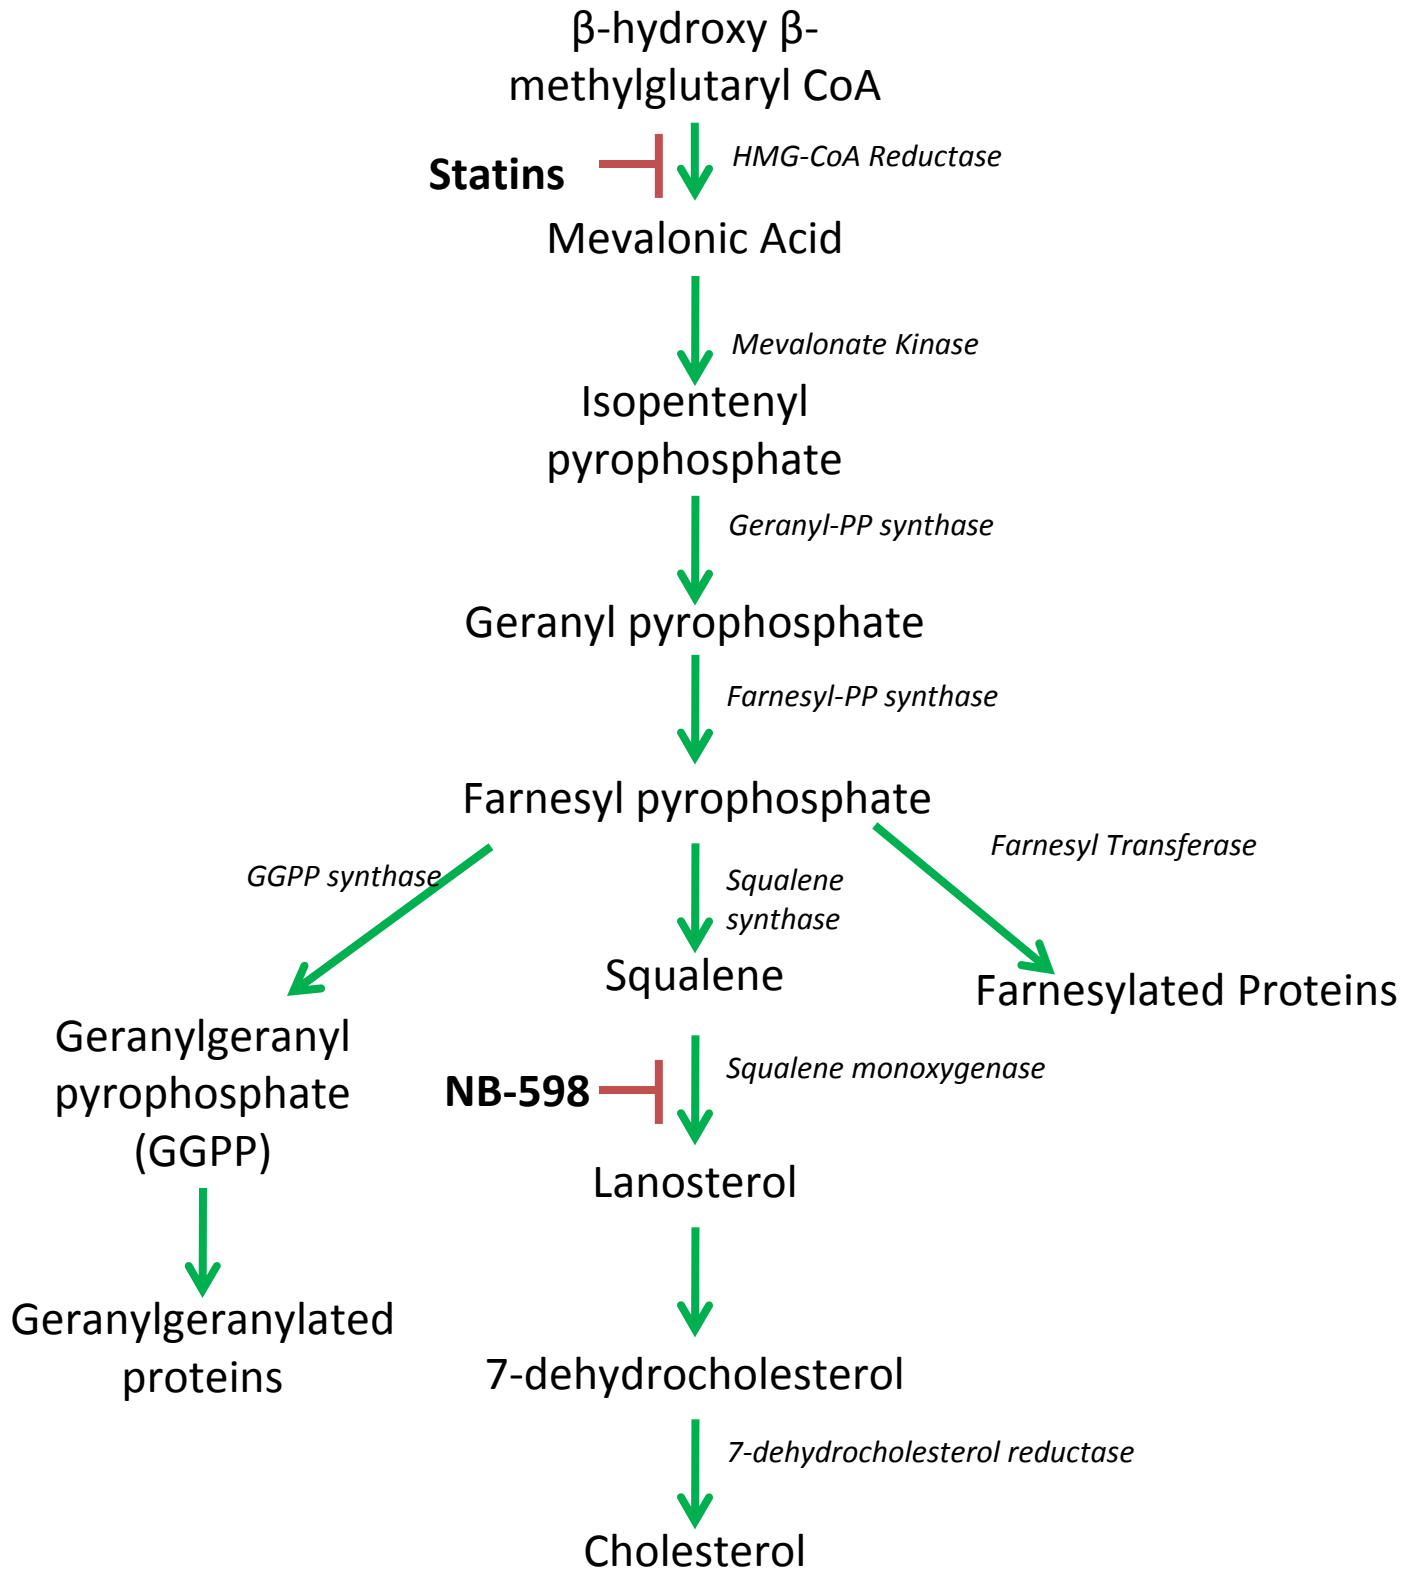 β-hydroxy β-
methylglutaryl CoA
HMG-CoA Reductase
Statins
Mevalonic Acid
Mevalonate Kinase
Isopentenyl
pyrophosphate
Geranyl-PP synthase
Geranyl pyrophosphate
Farnesyl-PP synthase
Farnesyl pyrophosphate
Farnesyl Transferase
GGPP synthase
Squalene
synthase
Squalene
Farnesylated Proteins
Geranylgeranyl
pyrophosphate
(GGPP)
Squalene monoxygenase
NB-598
Lanosterol
Geranylgeranylated
proteins
7-dehydrocholesterol
7-dehydrocholesterol reductase
Cholesterol